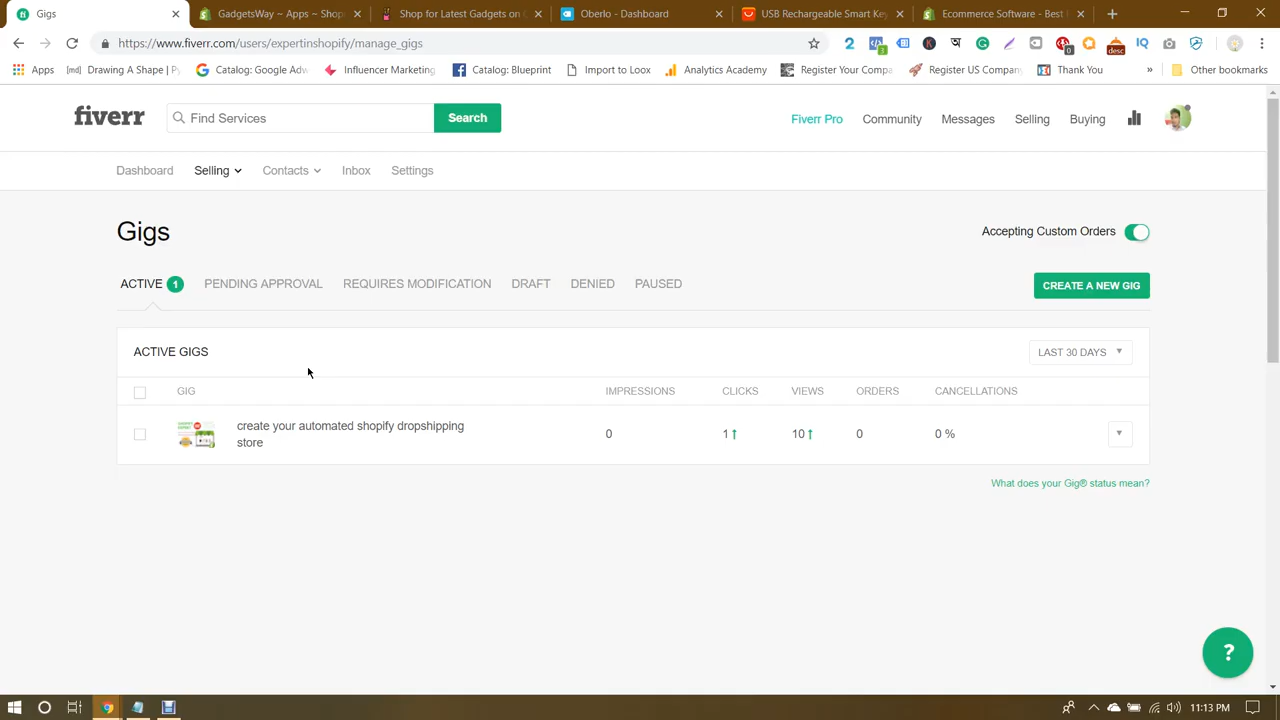 Gigs
GadgetsWay ~ Apps ~ Shop
Shop for Latest Gadgets on
Oberlo - Dashboard
USB Rechargeable Smart Key
Ecommerce Software - Best
https://www.fiverr.com/users/expertinshopify/manage_gigs
Apps
Drawing A Shape | Py
Catalog: Google Adw
Influencer Marketing
Catalog: Blueprint
Import to Loox
Analytics Academy
Register Your Compa
Register US Company
Thank You
Other bookmarks
fiverr
Find Services
Search
Fiverr Pro
Community
Messages
Selling
Buying
Dashboard
Selling
Contacts
Inbox
Settings
Gigs
Accepting Custom Orders
ACTIVE 1
PENDING APPROVAL
REQUIRES MODIFICATION
DRAFT
DENIED
PAUSED
CREATE A NEW GIG
ACTIVE GIGS
LAST 30 DAYS
GIG
IMPRESSIONS
CLICKS
VIEWS
ORDERS
CANCELLATIONS
create your automated shopify dropshipping
store
0
1
10
0
0 %
What does your Gig® status mean?
?
11:13 PM